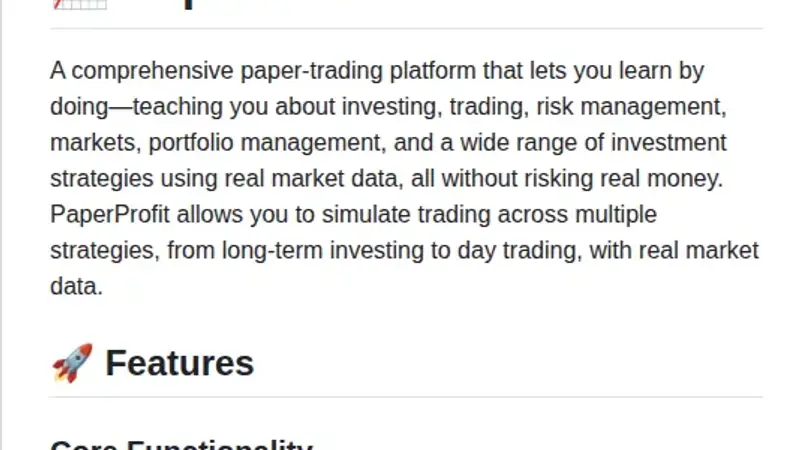 A comprehensive paper-trading platform that lets you learn by
doing—teaching you about investing, trading, risk management,
markets, portfolio management, and a wide range of investment
strategies using real market data, all without risking real money.
PaperProfit allows you to simulate trading across multiple
strategies, from long-term investing to day trading, with real market
data.
🚀 Features
Core Functionality